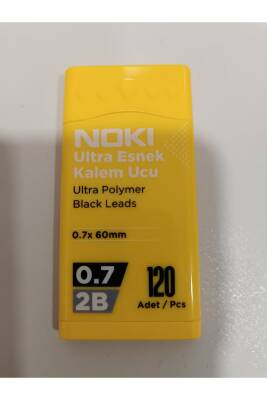 NOKI
Ultra Esnek
Kalem Ucu
Ultra Polymer
Black Leads
0.7x 60mm
0.7
2B
120
Adet / Pcs